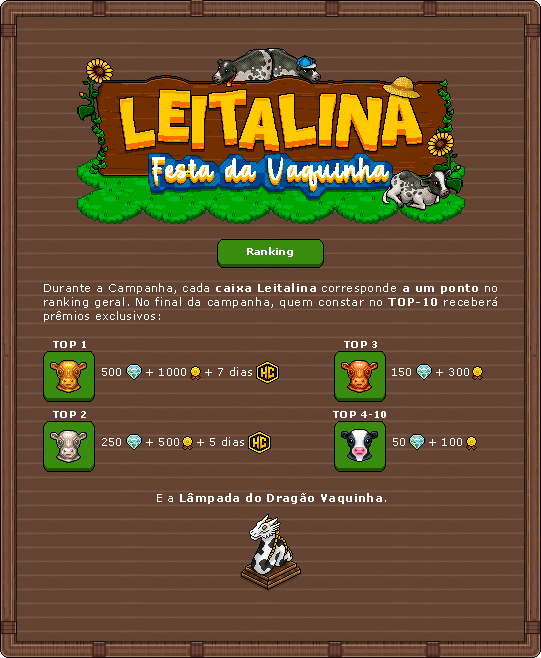 LEITALINA
Festa da Vaquinha
Ranking
Durante a Campanha, cada caixa Leitalina corresponde a um ponto no
ranking geral. No final da campanha, quem constar no TOP-10 receberá
prêmios exclusivos:
TOP 1
500 + 1000 + 7 dias HC
TOP 3
150 + 300
TOP 2
250 + 500 + 5 dias HC
TOP 4-10
50 + 100
E a Lâmpada do Dragão Vaquinha.